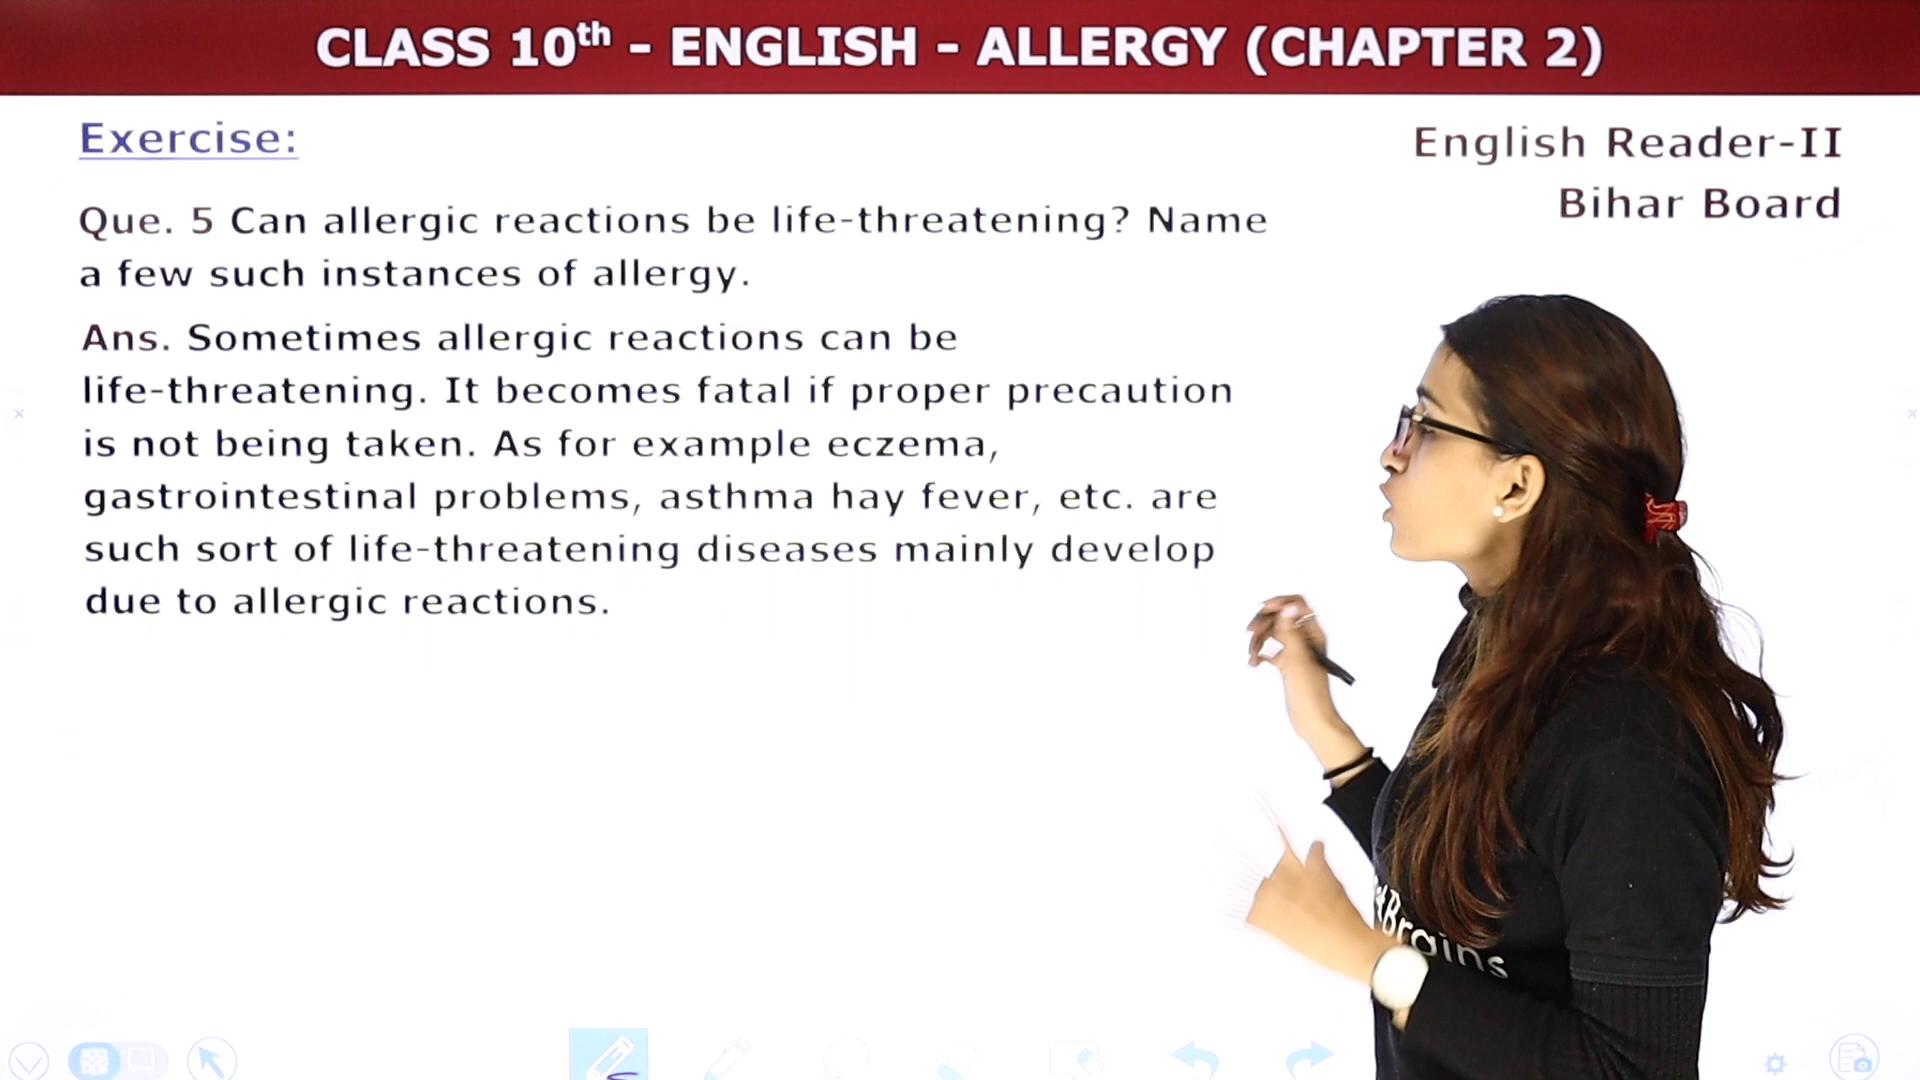 CLASS 10th - ENGLISH - ALLERGY (CHAPTER 2)
Exercise:
English Reader-II
Bihar Board
Que. 5 Can allergic reactions be life-threatening? Name
a few such instances of allergy.
Ans. Sometimes allergic reactions can be
life-threatening. It becomes fatal if proper precaution
is not being taken. As for example eczema,
gastrointestinal problems, asthma hay fever, etc. are
such sort of life-threatening diseases mainly develop
due to allergic reactions.
Brains